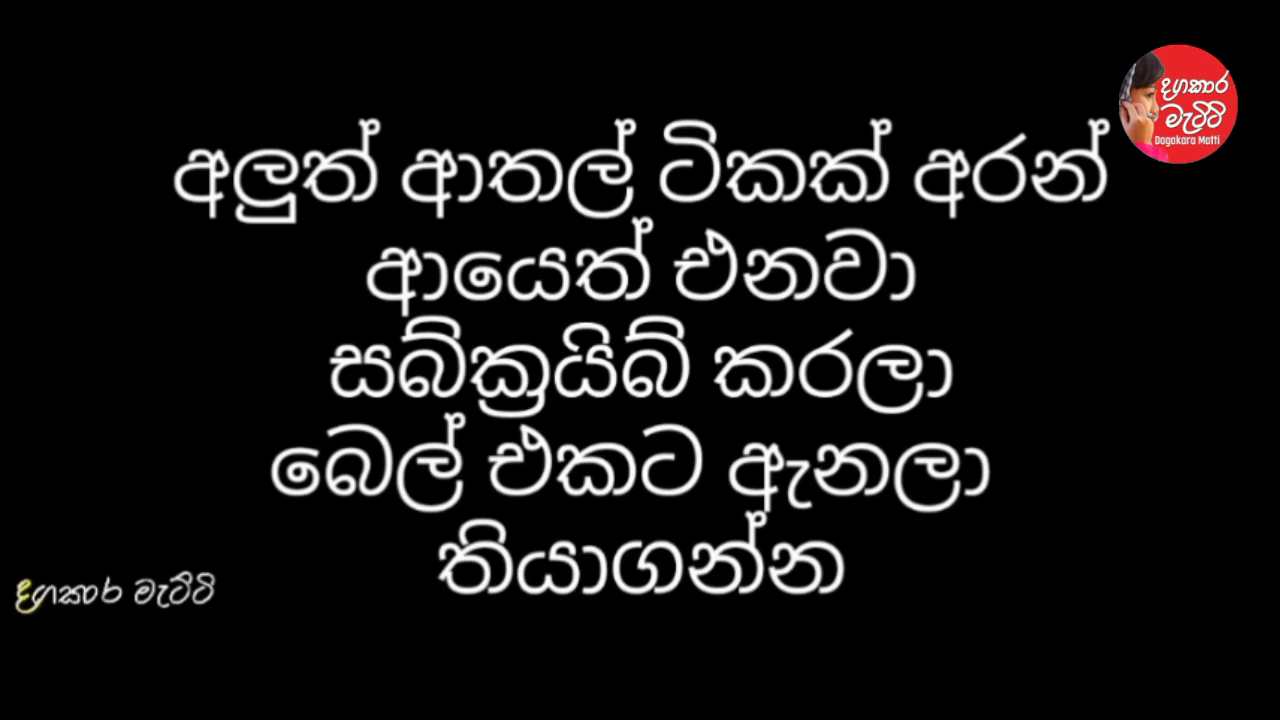 දගකාර
මැට්ටි
Dagakara Matti
අලුත් ආතල් ටිකක් අරන්
ආයෙත් එනවා
සබ්ක්‍රයිබ් කරලා
බෙල් එකට ඇනලා
තියාගන්න
දගකාර මැට්ටි